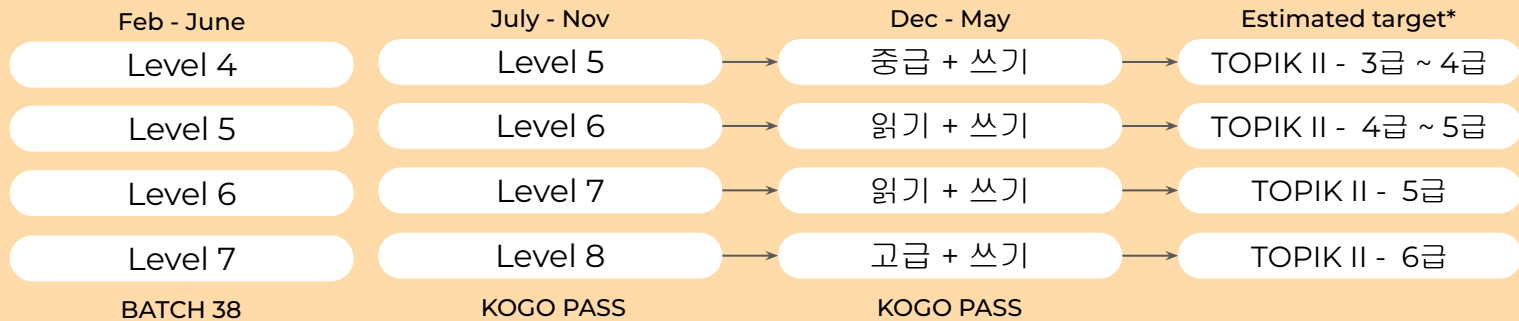 Feb - June July - Nov Dec - May Estimated target*
Level 4 Level 5 중급 + 쓰기 TOPIK II - 3급 ~ 4급
Level 5 Level 6 읽기 + 쓰기 TOPIK II - 4급 ~ 5급
Level 6 Level 7 읽기 + 쓰기 TOPIK II - 5급
Level 7 Level 8 고급 + 쓰기 TOPIK II - 6급
BATCH 38 KOGO PASS KOGO PASS